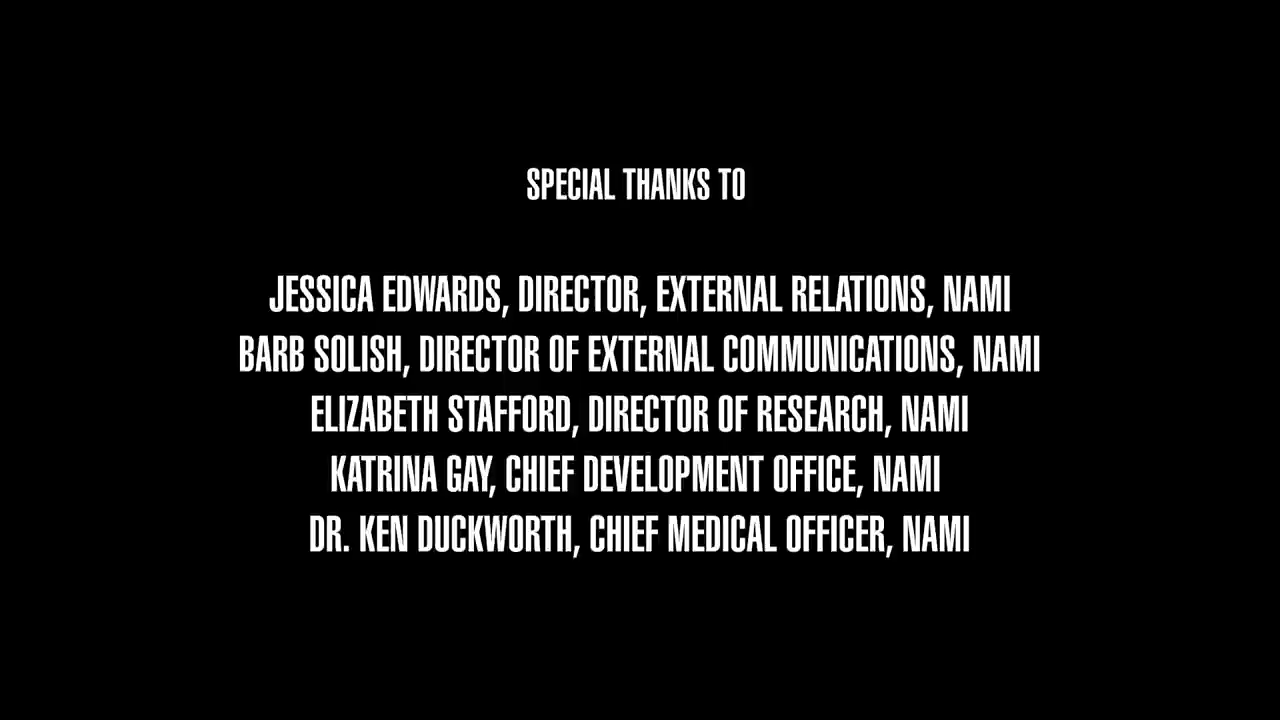 SPECIAL THANKS TO
JESSICA EDWARDS, DIRECTOR, EXTERNAL RELATIONS, NAMI
BARB SOLISH, DIRECTOR OF EXTERNAL COMMUNICATIONS, NAMI
ELIZABETH STAFFORD, DIRECTOR OF RESEARCH, NAMI
KATRINA GAY, CHIEF DEVELOPMENT OFFICE, NAMI
DR. KEN DUCKWORTH, CHIEF MEDICAL OFFICER, NAMI